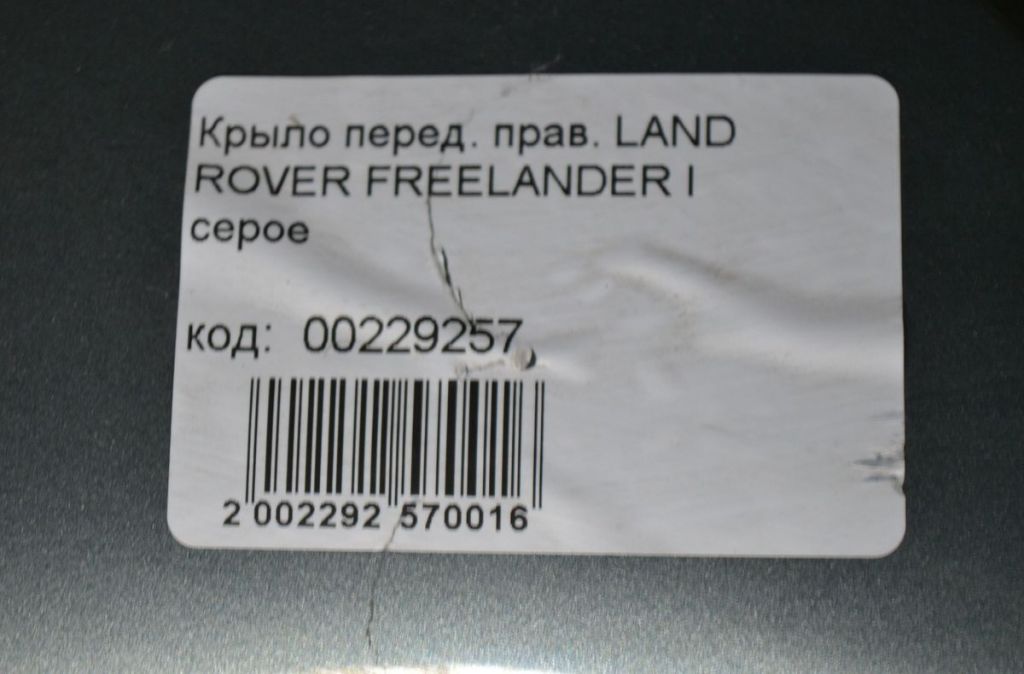 Крыло перед. прав. LAND
ROVER FREELANDER I
серое
код: 00229257
2 002292 570016